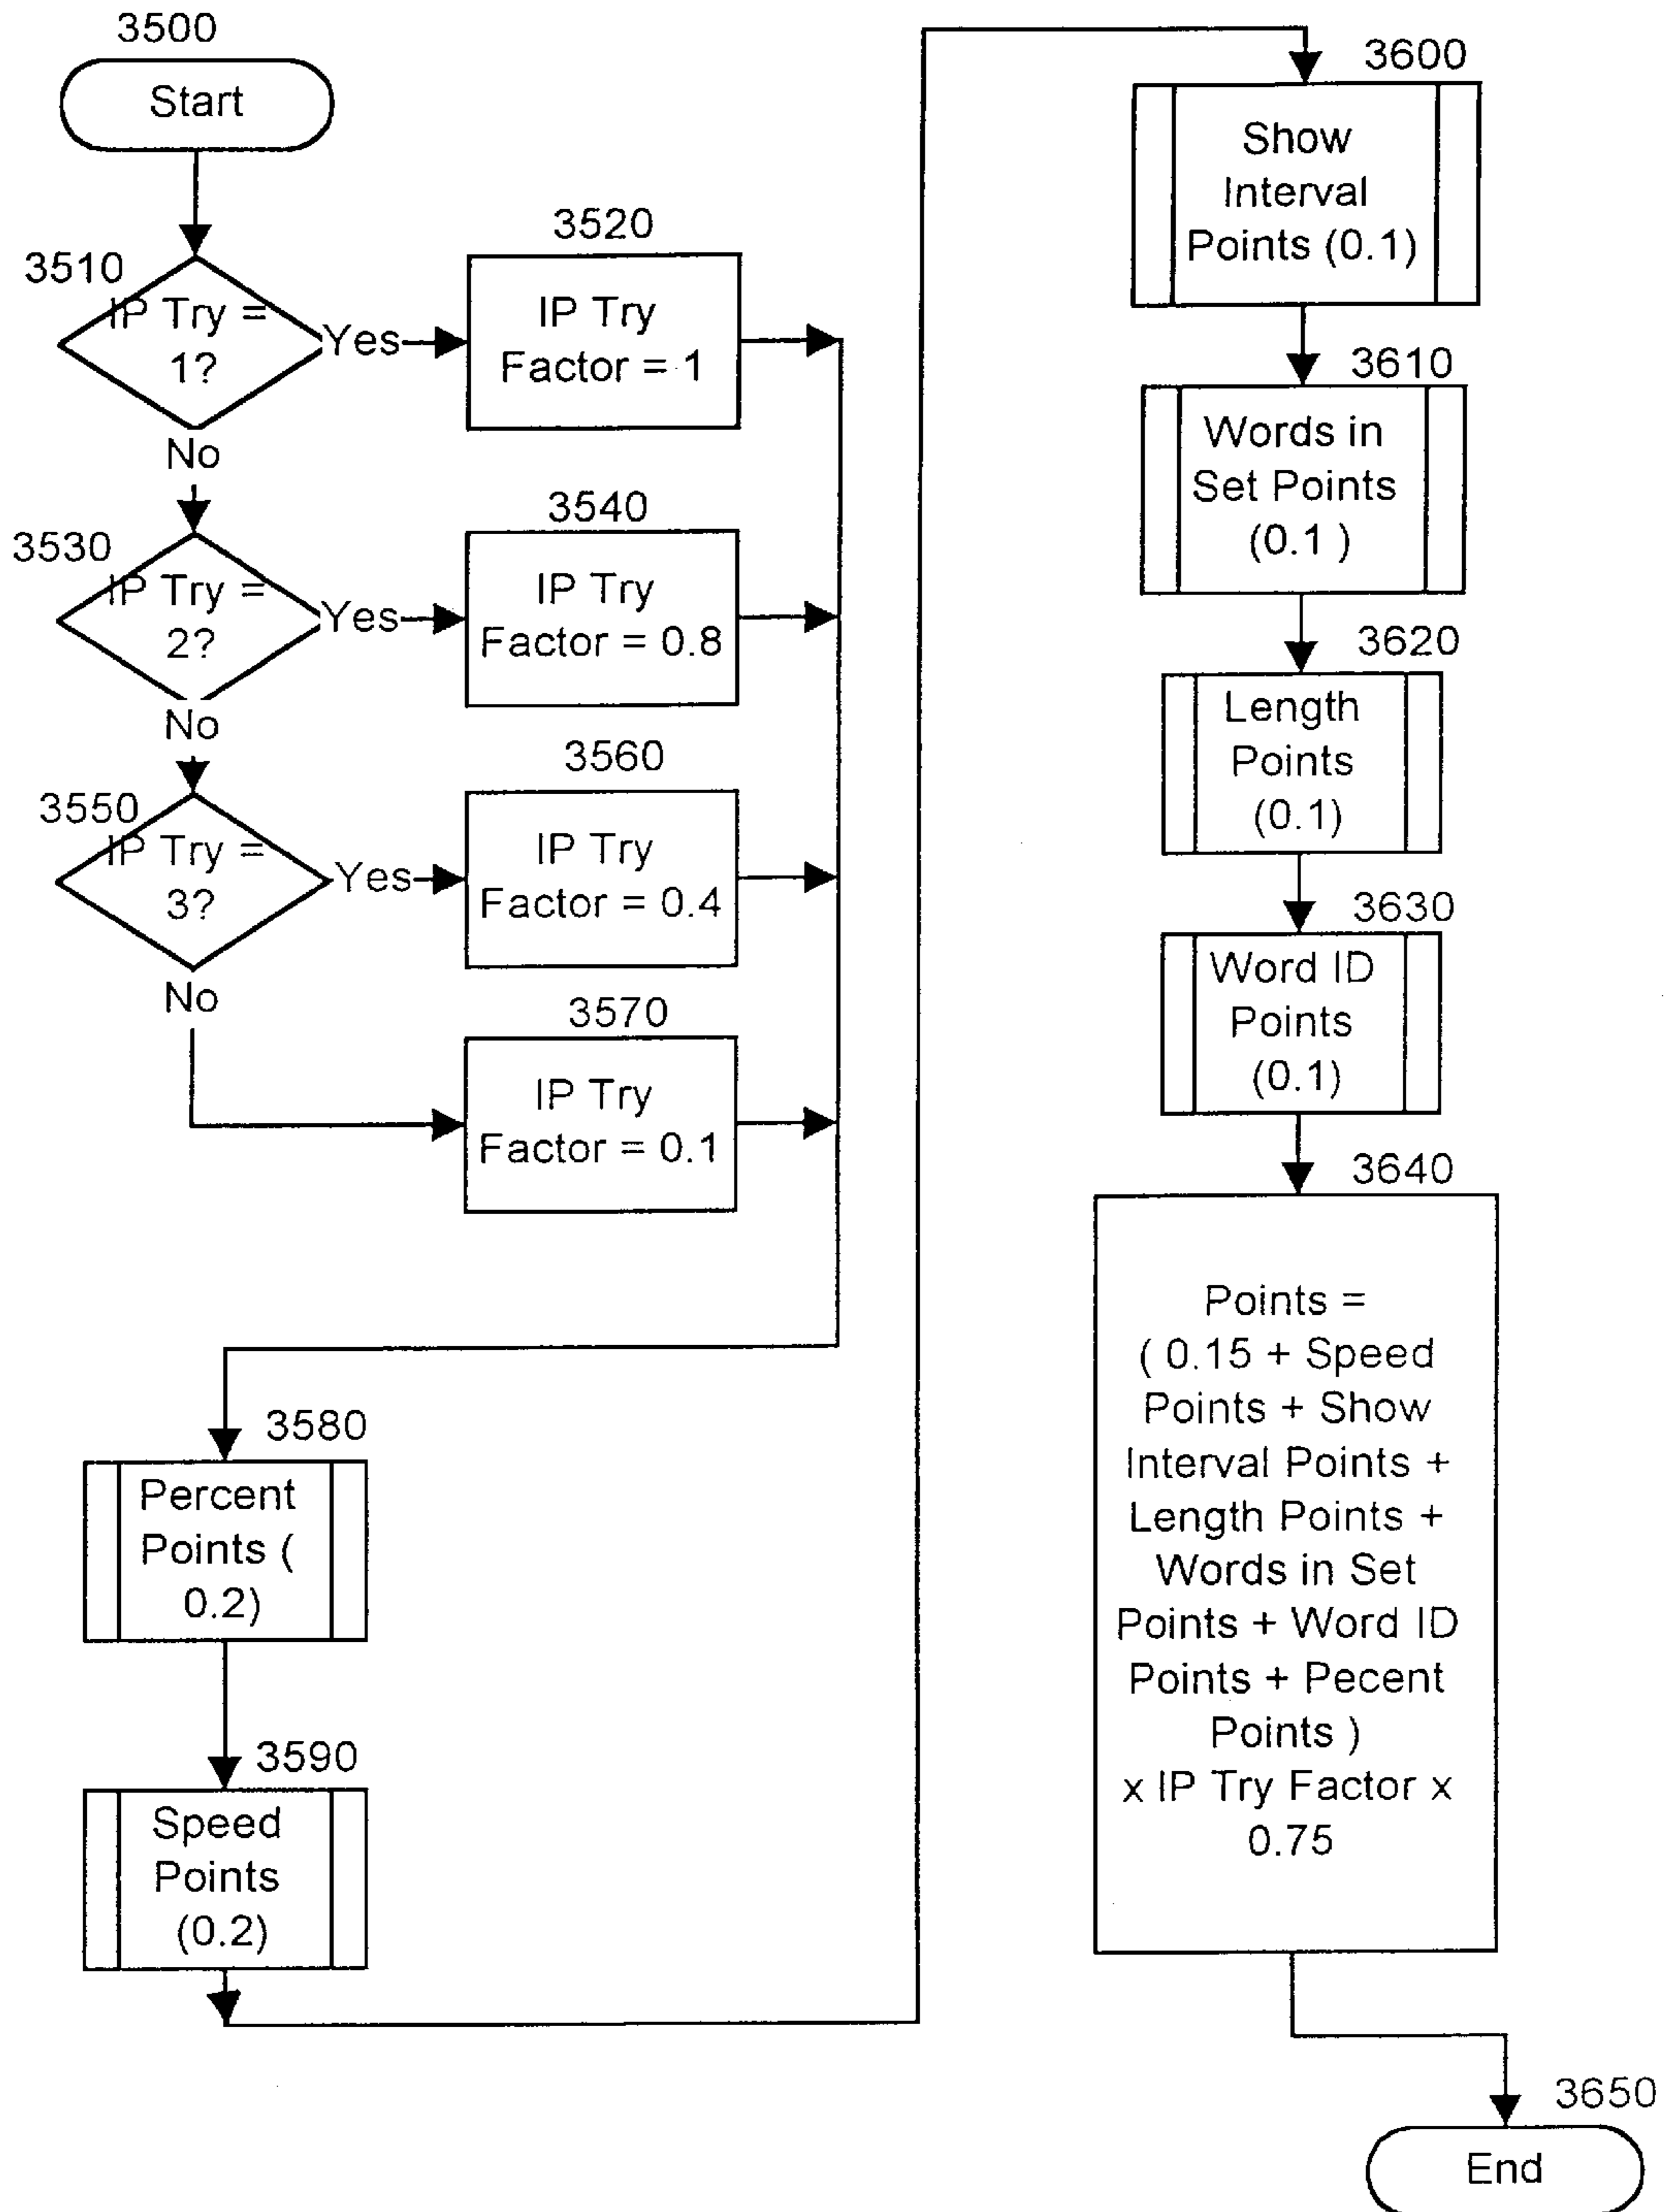 3500
Start
3510
IP Try =
1?
Yes
No
3520
IP Try
Factor = 1
3530
IP Try =
2?
Yes
No
3540
IP Try
Factor = 0.8
3550
IP Try =
3?
Yes
No
3560
IP Try
Factor = 0.4
3570
IP Try
Factor = 0.1
3580
Percent
Points (
0.2)
3590
Speed
Points
(0.2)
3600
Show
Interval
Points (0.1)
3610
Words in
Set Points
(0.1 )
3620
Length
Points
(0.1)
3630
Word ID
Points
(0.1)
3640
Points =
( 0.15 + Speed
Points + Show
Interval Points +
Length Points +
Words in Set
Points + Word ID
Points + Pecent
Points )
x IP Try Factor x
0.75
3650
End